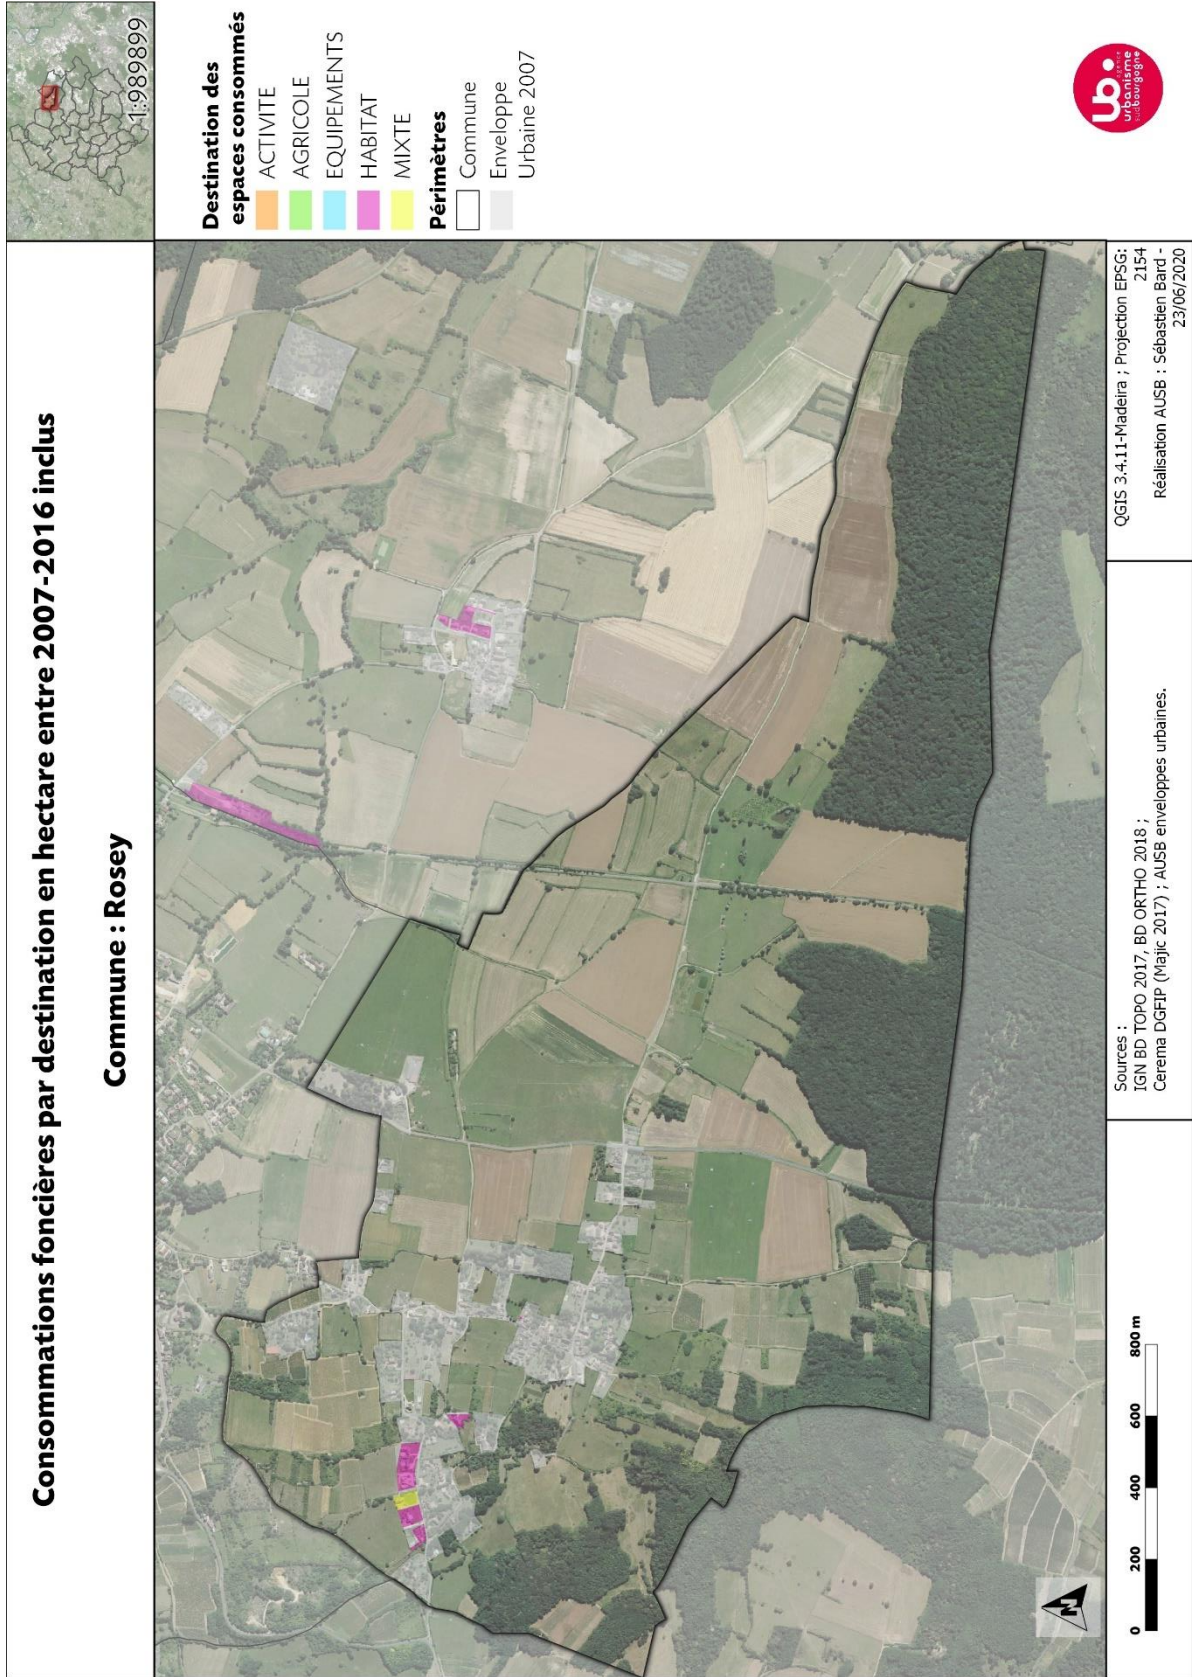 Consommations foncières par destination en hectare entre 2007-2016 inclus
Commune : Rosey
1:989899
Destination des
espaces consommés
ACTIVITE
AGRICOLE
EQUIPEMENTS
HABITAT
MIXTE
Périmètres
Commune
Enveloppe
Urbaine 2007
ub.
agence
urbanisme
sudbourgogne
N
0 200 400 600 800 m
Sources :
IGN BD TOPO 2017, BD ORTHO 2018 ;
Cerema DGFIP (Majic 2017) ; AUSB enveloppes urbaines.
QGIS 3.4.11-Madeira ; Projection EPSG:
2154
Réalisation AUSB : Sébastien Bard -
23/06/2020